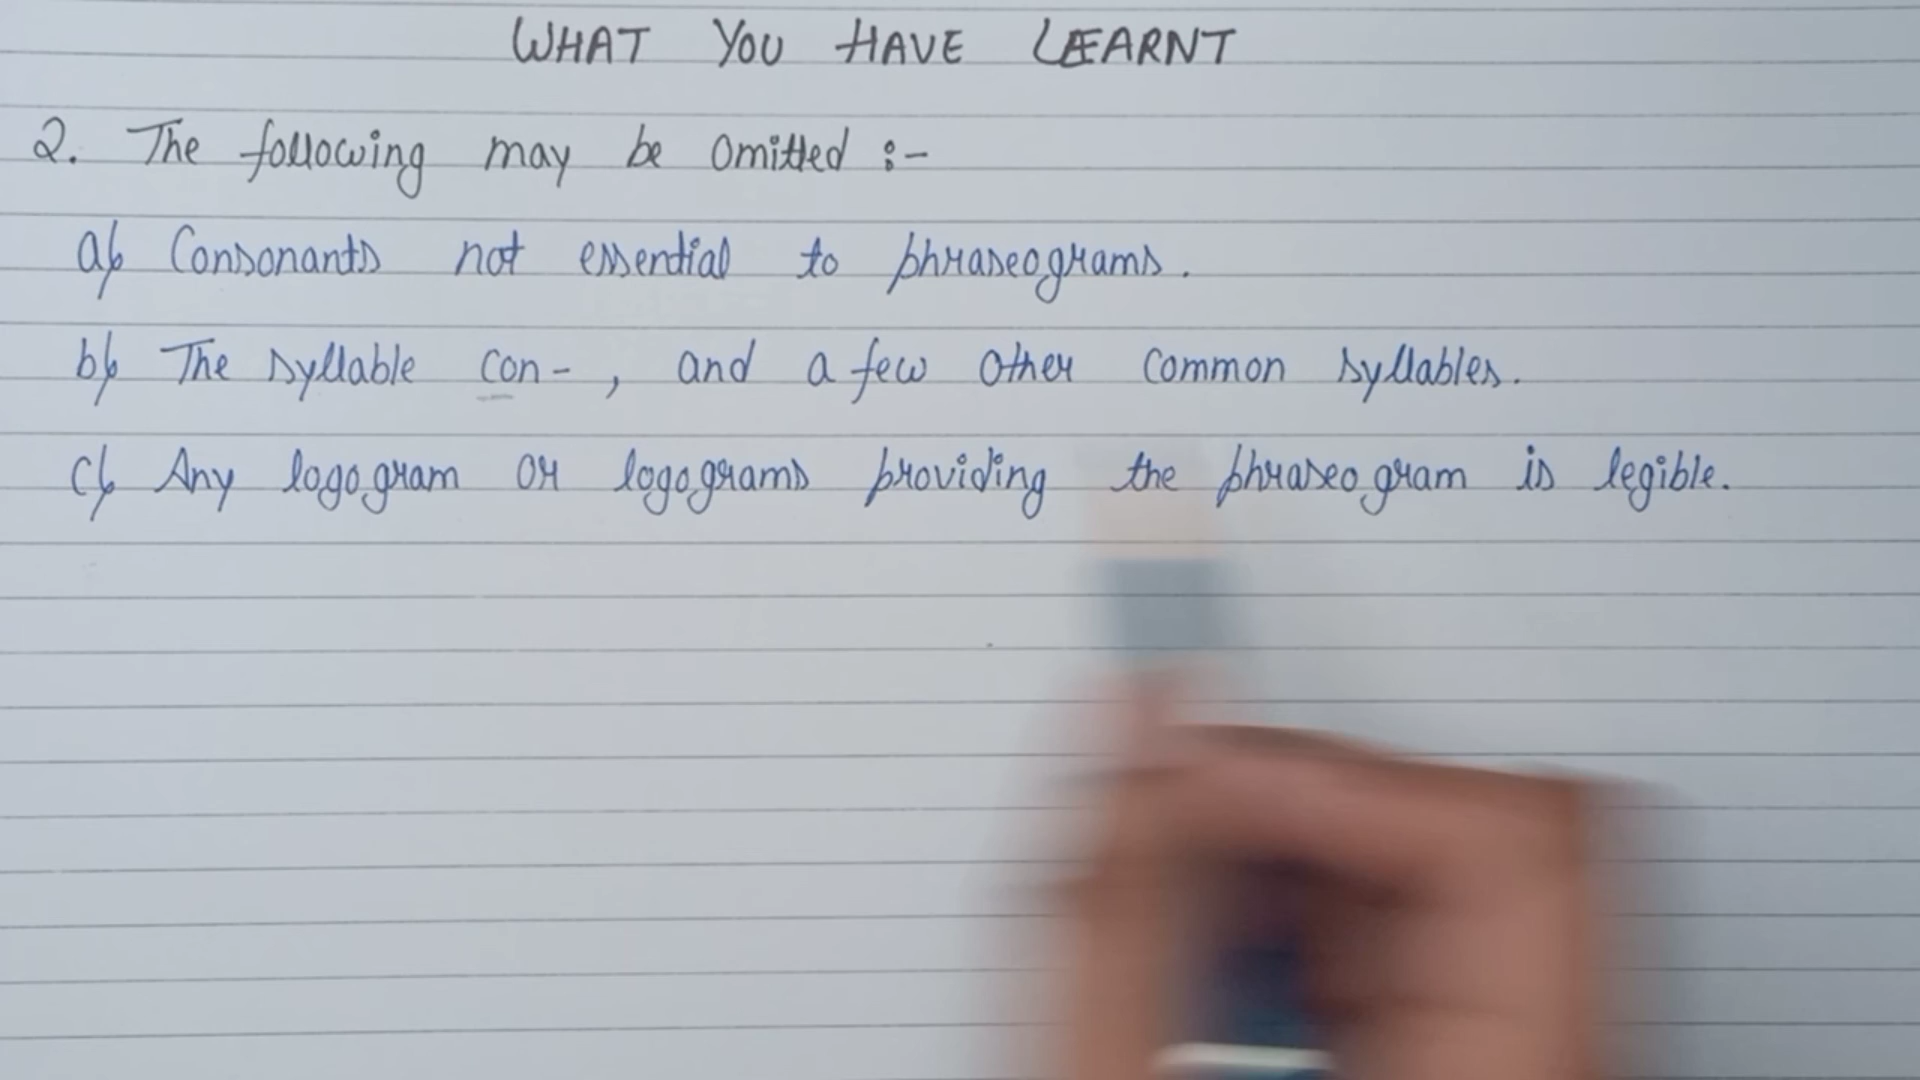 WHAT YOU HAVE LEARNT
2. The following may be omitted :-
a) Consonants not essential to phraseograms.
b) The syllable con- , and a few other common syllables.
c) Any logogram or logograms providing the phraseogram is legible.